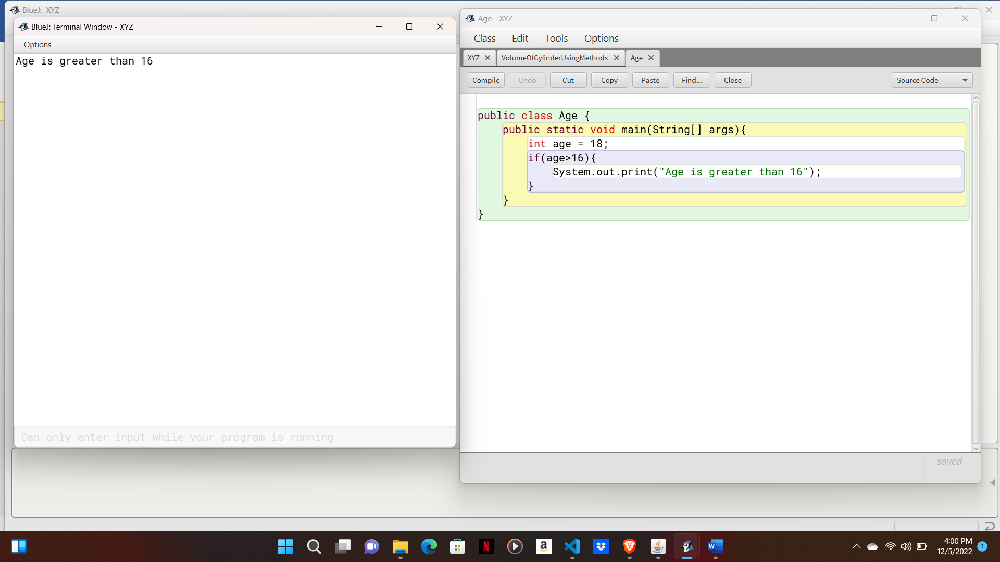 BlueJ: XYZ
BlueJ: Terminal Window - XYZ
Options
Age is greater than 16
Can only enter input while your program is running
Age - XYZ
Class Edit Tools Options
XYZ VolumeOfCylinderUsingMethods Age
Compile Undo Cut Copy Paste Find... Close Source Code
public class Age {
public static void main(String[] args){
int age = 18;
if(age>16){
System.out.print("Age is greater than 16");
}
}
}
saved
4:00 PM
12/5/2022
1